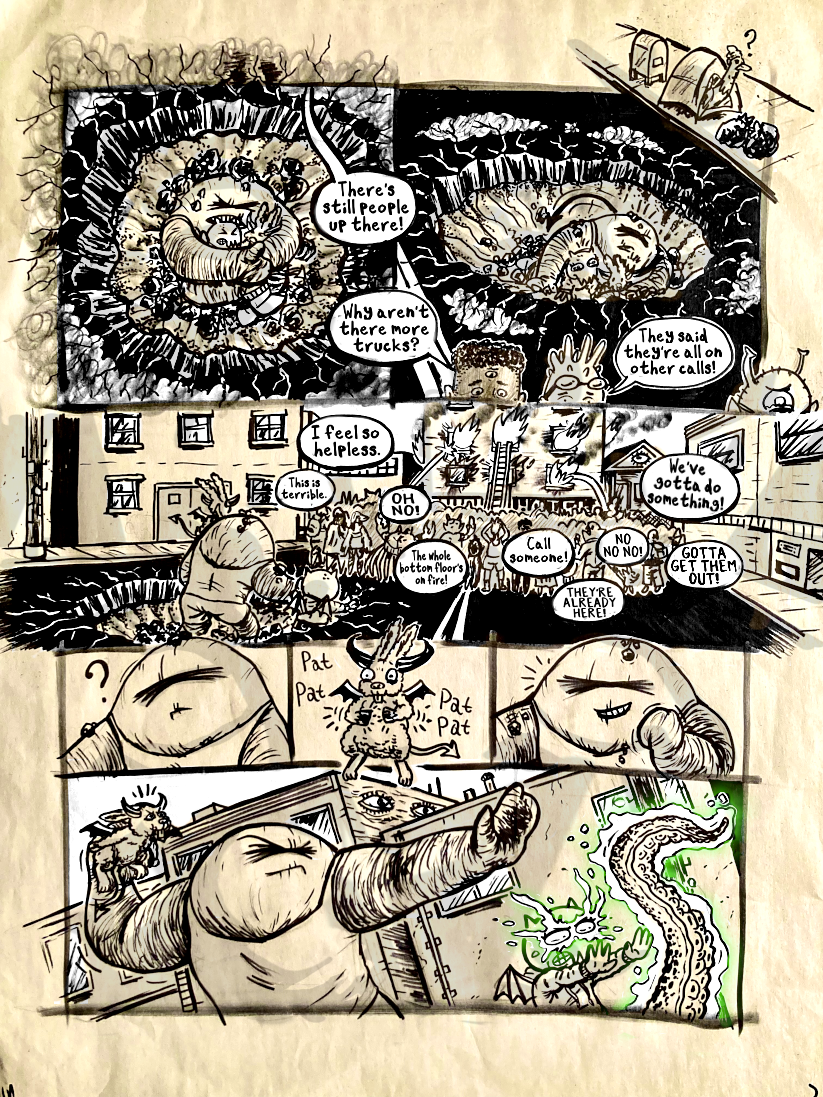 ?
There's
still people
up there!
Why aren't
there more
trucks?
They said
they're all on
other calls!
I feel so
helpless.
This is
terrible.
OH
NO!
We've
gotta do
something!
The whole
bottom floor's
on fire!
Call
someone!
NO
NO NO!
GOTTA
GET THEM
OUT!
THEY'RE
ALREADY
HERE!
?
Pat
Pat
Pat
Pat